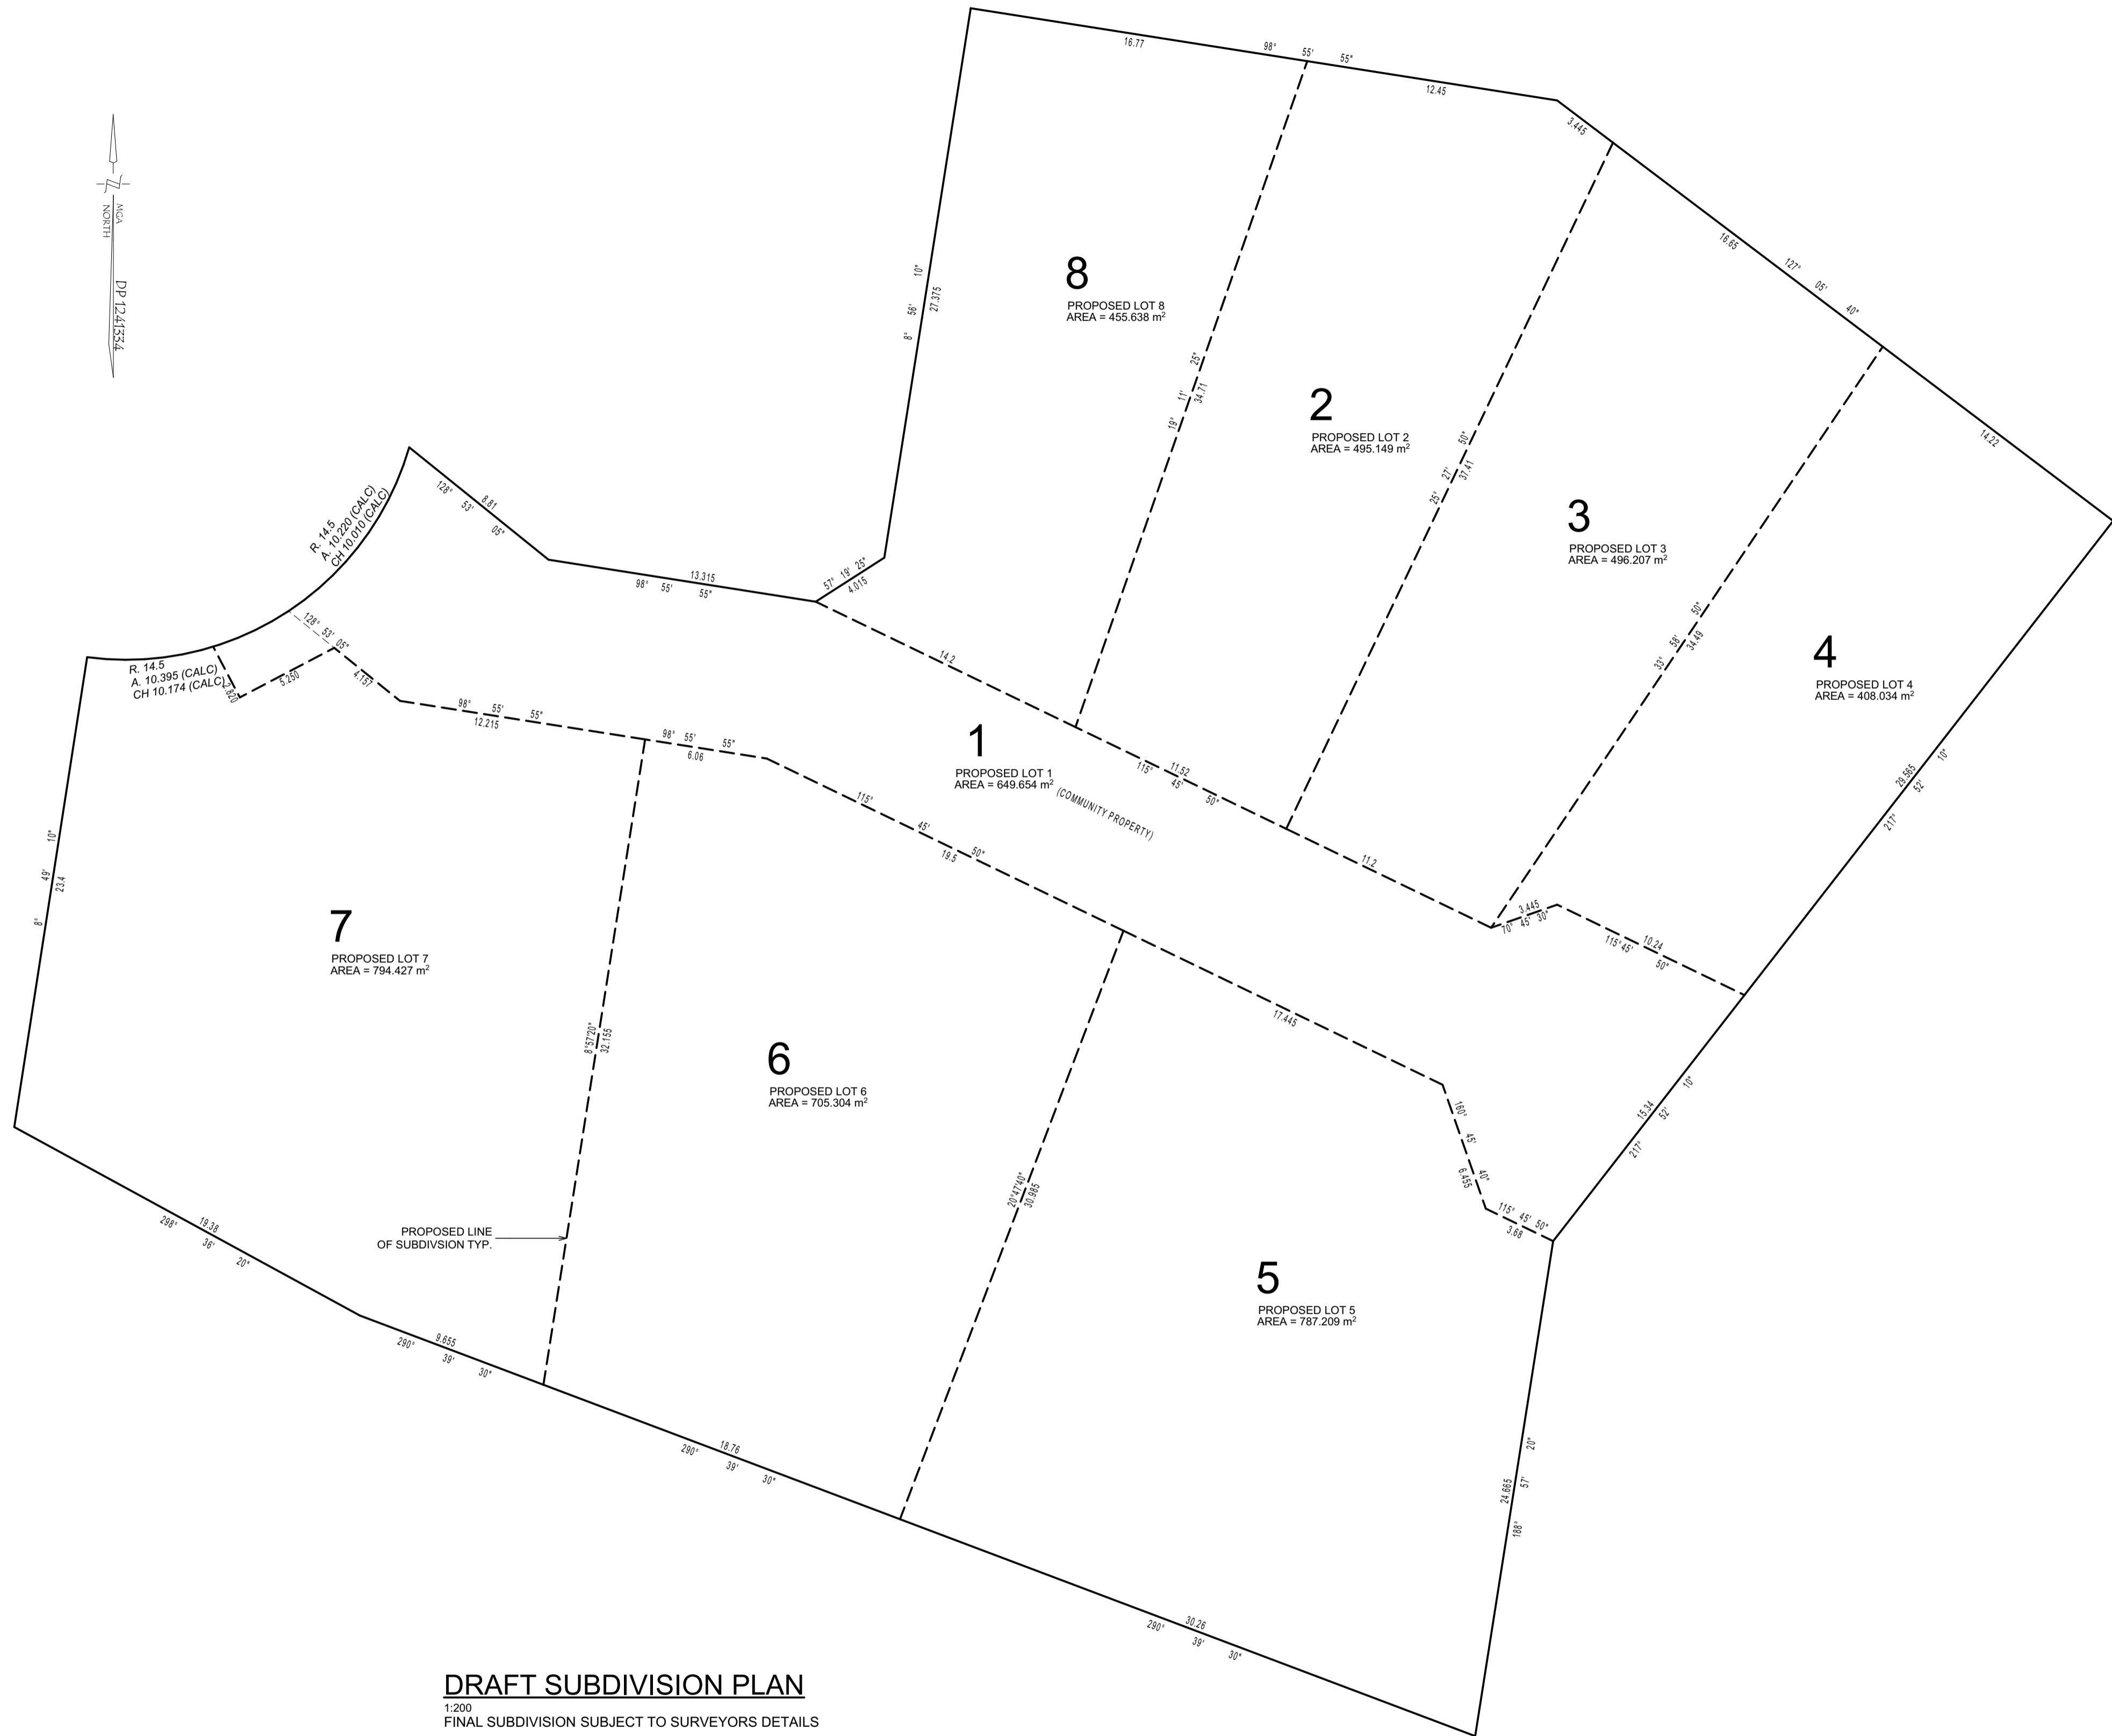 16.77
98° 55' 55"
12.45
3.445
16.65
127° 05' 40"
14.22
MGA
NORTH
DP 1241334
8° 56' 10"
27.375
8
PROPOSED LOT 8
AREA = 455.638 m²
19° 11' 25"
34.71
2
PROPOSED LOT 2
AREA = 495.149 m²
25° 27' 50"
37.41
3
PROPOSED LOT 3
AREA = 496.207 m²
33° 58' 50"
34.49
4
PROPOSED LOT 4
AREA = 408.034 m²
29.565
217° 52' 10"
R. 14.5
A. 10.220 (CALC)
CH 10.010 (CALC)
8.81
128° 53' 05"
13.315
98° 55' 55"
57° 19' 25"
4.015
14.2
128° 53' 05"
R. 14.5
A. 10.395 (CALC)
CH 10.174 (CALC)
2.820
5.250
4.157
98° 55' 55"
12.215
98° 55' 55"
6.06
1
PROPOSED LOT 1
AREA = 649.654 m²
(COMMUNITY PROPERTY)
11.52
115° 45' 50"
11.2
3.445
70° 45' 30"
10.24
115° 45' 50"
115° 45' 50"
19.5
17.445
15.34
217° 52' 10"
160° 45' 40"
6.455
115° 45' 50"
3.68
8° 49' 10"
23.4
7
PROPOSED LOT 7
AREA = 794.427 m²
8°57'20"
32.155
6
PROPOSED LOT 6
AREA = 705.304 m²
20°47'40"
30.985
5
PROPOSED LOT 5
AREA = 787.209 m²
PROPOSED LINE
OF SUBDIVSION TYP.
19.38
298° 36' 20"
9.655
290° 39' 30"
18.76
290° 39' 30"
30.26
290° 39' 30"
24.665
188° 57' 20"
DRAFT SUBDIVISION PLAN
1:200
FINAL SUBDIVISION SUBJECT TO SURVEYORS DETAILS